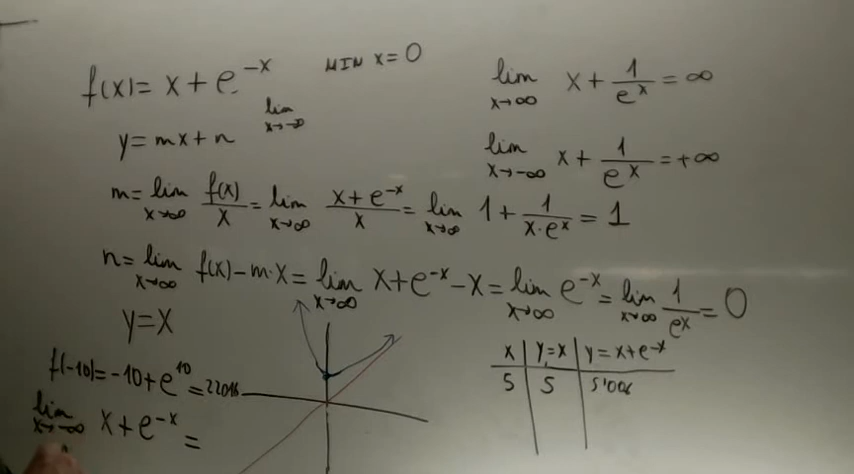 f(x)= x+e^-x   MIN x=0
lim x→∞ x + 1/e^x = ∞
lim x→-∞
y=mx+n
lim x→-∞ x + 1/e^x = +∞
m= lim x→∞ f(x)/x = lim x→∞ (x+e^-x)/x = lim x→∞ 1 + 1/(x·e^x) = 1
n= lim x→∞ f(x)-m·x = lim x→∞ x+e^-x-x = lim x→∞ e^-x = lim x→∞ 1/e^x = 0
y=x
x | y=x | y=x+e^-x
5 | 5 | 5'006
f(-10)=-10+e^10=22016
lim x→-∞ x+e^-x =